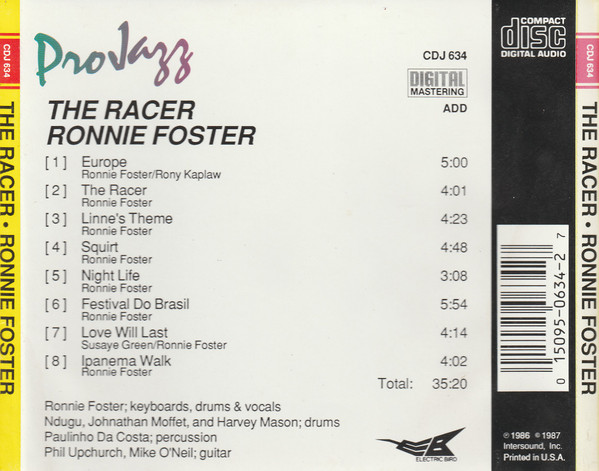 CDJ 634
THE RACER • RONNIE FOSTER
ProJazz
CDJ 634
DIGITAL
MASTERING
ADD
COMPACT
disc
DIGITAL AUDIO
THE RACER
RONNIE FOSTER
[1] Europe 5:00
Ronnie Foster/Rony Kaplaw
[2] The Racer 4:01
Ronnie Foster
[3] Linne's Theme 4:23
Ronnie Foster
[4] Squirt 4:48
Ronnie Foster
[5] Night Life 3:08
Ronnie Foster
[6] Festival Do Brasil 5:54
Ronnie Foster
[7] Love Will Last 4:14
Susaye Green/Ronnie Foster
[8] Ipanema Walk 4:02
Ronnie Foster
Total: 35:20
Ronnie Foster; keyboards, drums & vocals
Ndugu, Johnathan Moffet, and Harvey Mason; drums
Paulinho Da Costa; percussion
Phil Upchurch, Mike O'Neil; guitar
EB
ELECTRIC BIRD
0 15095-0634-2 7
℗ 1986 © 1987
Intersound, Inc.
Printed in U.S.A.
CDJ 634
THE RACER • RONNIE FOSTER